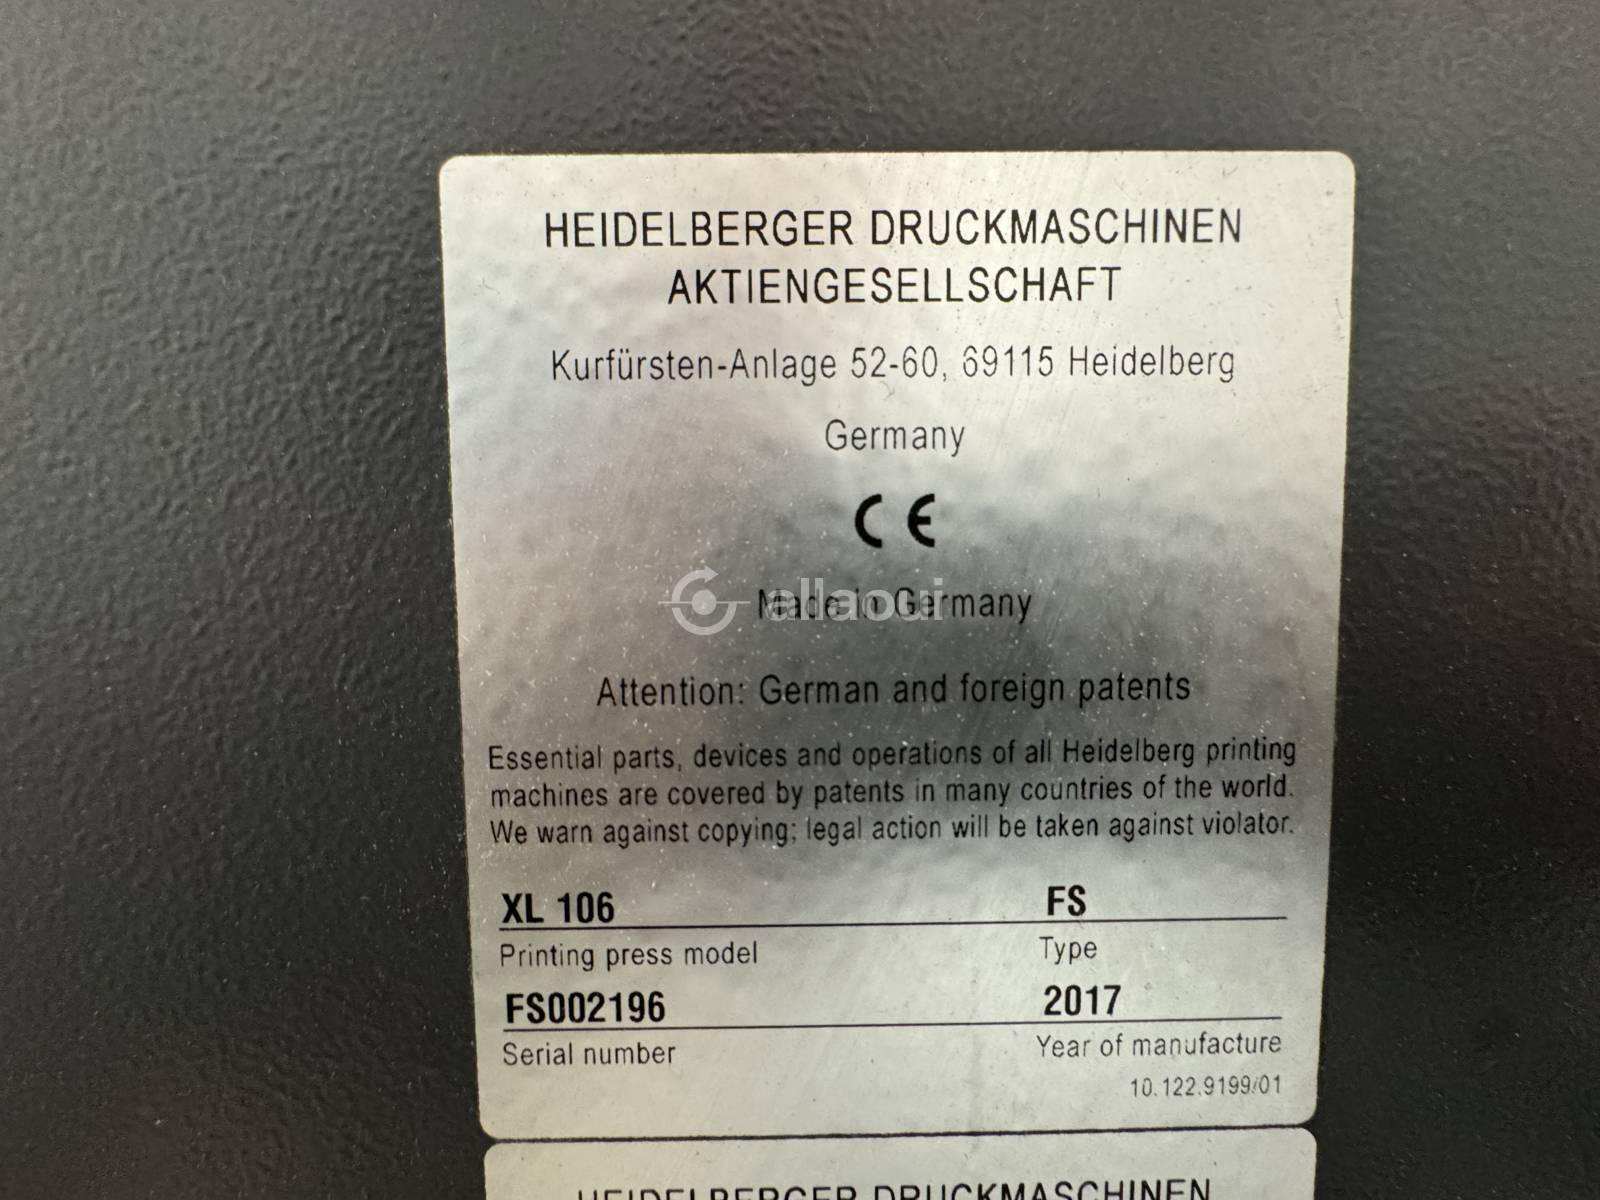 HEIDELBERGER DRUCKMASCHINEN
AKTIENGESELLSCHAFT
Kurfürsten-Anlage 52-60, 69115 Heidelberg
Germany
CE
Made in Germany
allaoui
Attention: German and foreign patents
Essential parts, devices and operations of all Heidelberg printing
machines are covered by patents in many countries of the world.
We warn against copying; legal action will be taken against violator.
XL 106 FS
Printing press model Type
FS002196 2017
Serial number Year of manufacture
10.122.9199/01
HEIDELBERGER DRUCKMASCHINEN